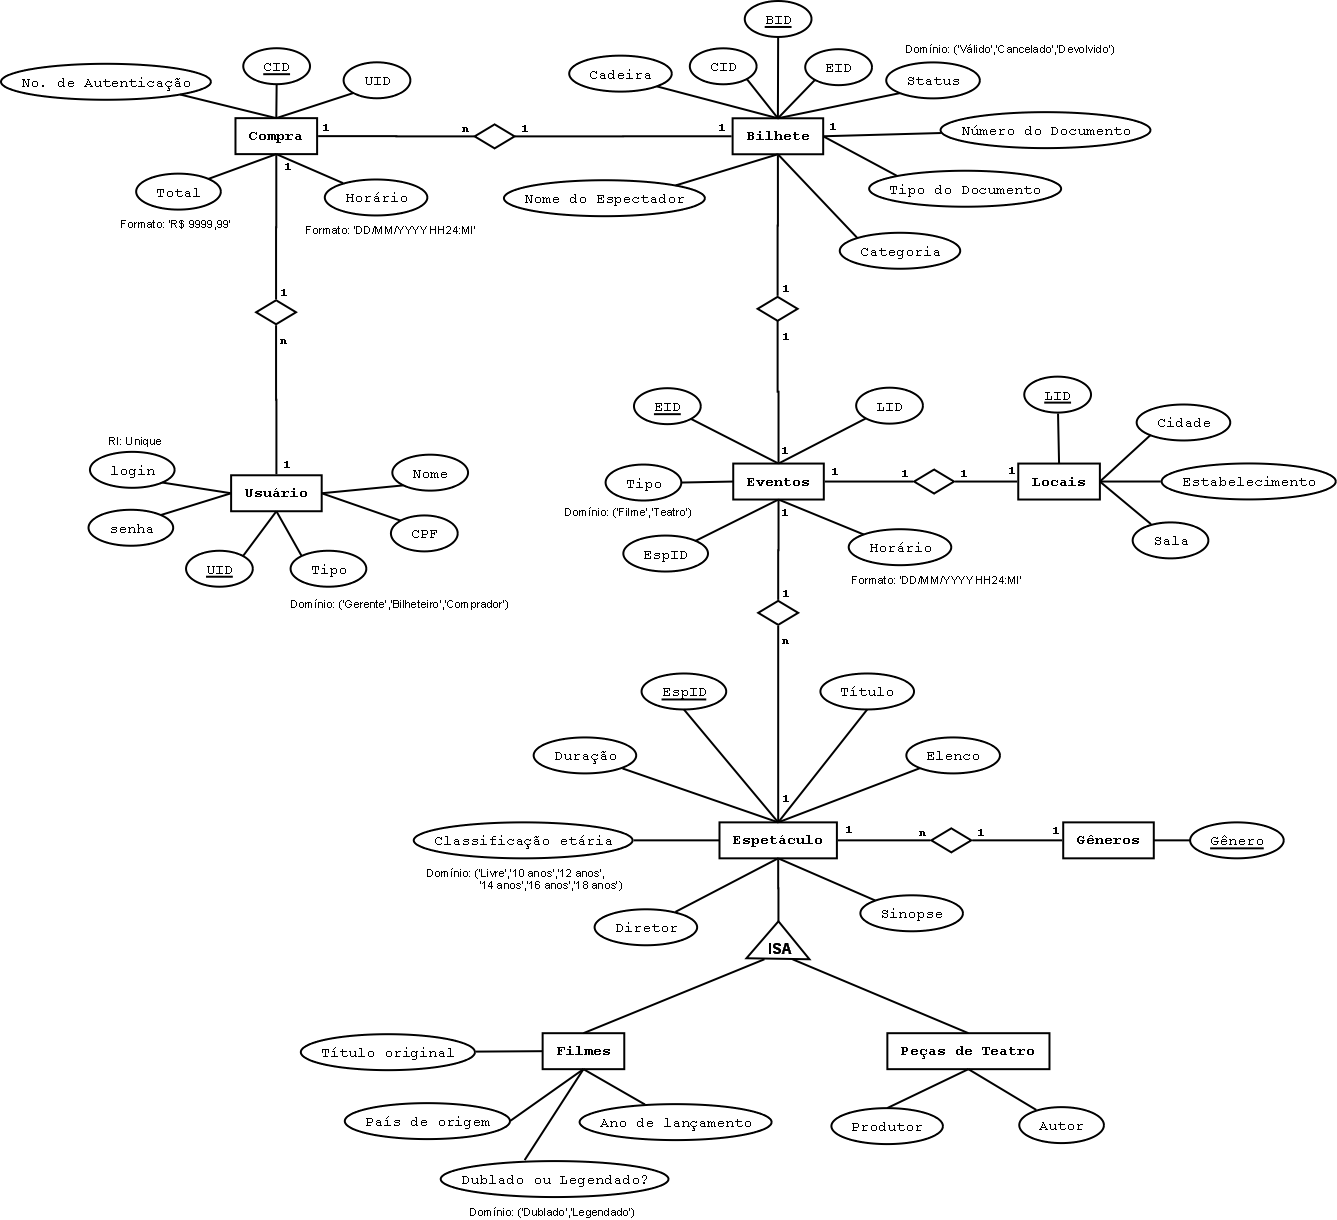 BID
Domínio: ('Válido','Cancelado','Devolvido')
CID
CID
EID
Cadeira
Status
No. de Autenticação
UID
Compra
1
n
1
1
Bilhete
1
Número do Documento
1
Total
Horário
Nome do Espectador
Tipo do Documento
Formato: 'R$ 9999,99'
Formato: 'DD/MM/YYYY HH24:MI'
Categoria
1
1
n
1
EID
LID
LID
Cidade
RI: Unique
1
login
1
Nome
1
1
1
1
Usuário
Tipo
Eventos
Locais
Estabelecimento
Domínio: ('Filme','Teatro')
1
senha
CPF
EspID
Horário
Sala
UID
Tipo
Formato: 'DD/MM/YYYY HH24:MI'
Domínio: ('Gerente','Bilheteiro','Comprador')
1
n
EspID
Título
Duração
Elenco
1
1
n
1
1
Classificação etária
Espetáculo
Gêneros
Gênero
Domínio: ('Livre','10 anos','12 anos',
'14 anos','16 anos','18 anos')
Diretor
Sinopse
ISA
Título original
Filmes
Peças de Teatro
País de origem
Ano de lançamento
Produtor
Autor
Dublado ou Legendado?
Domínio: ('Dublado','Legendado')